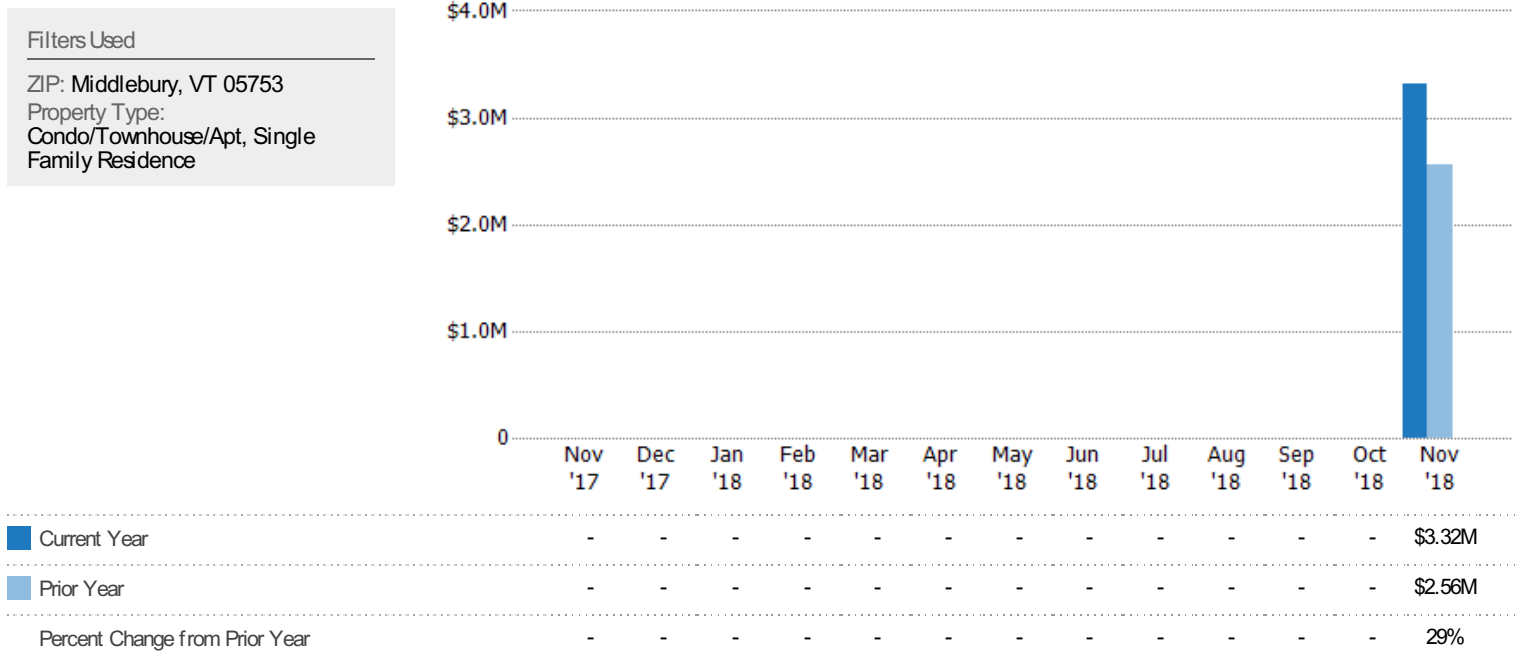 Filters Used
ZIP: Middlebury, VT 05753
Property Type:
Condo/Townhouse/Apt, Single
Family Residence
$4.0M
$3.0M
$2.0M
$1.0M
0
Nov '17 Dec '17 Jan '18 Feb '18 Mar '18 Apr '18 May '18 Jun '18 Jul '18 Aug '18 Sep '18 Oct '18 Nov '18
Current Year - - - - - - - - - - - - $3.32M
Prior Year - - - - - - - - - - - - $2.56M
Percent Change from Prior Year - - - - - - - - - - - - 29%